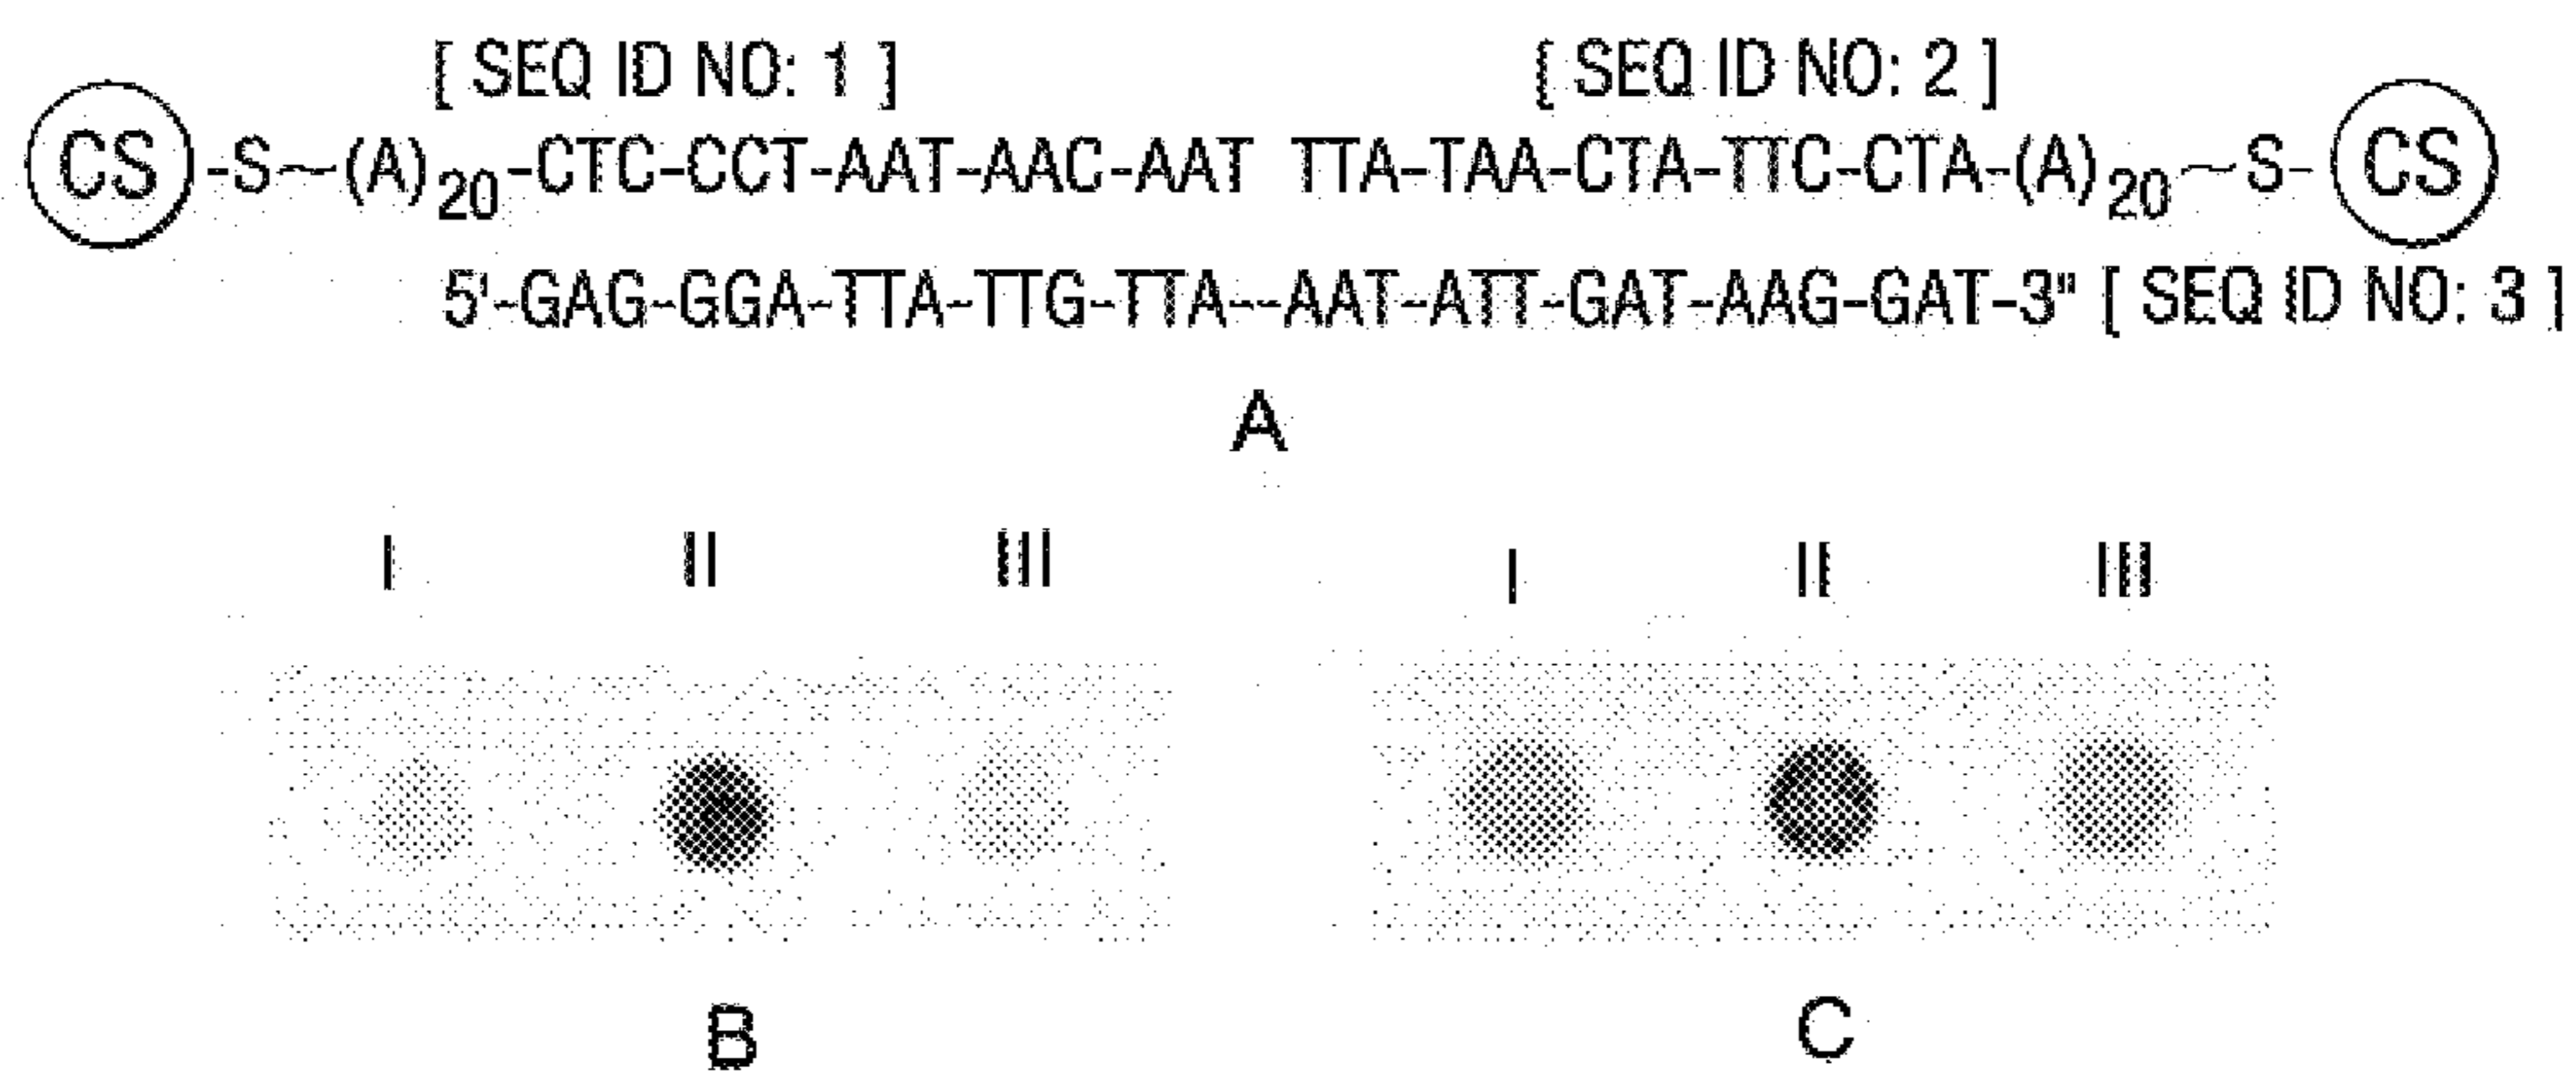 [ SEQ ID NO: 1 ] [ SEQ ID NO: 2 ]
CS -S~(A)20-CTC-CCT-AAT-AAC-AAT TTA-TAA-CTA-TTC-CTA-(A)20~S- CS
5'-GAG-GGA-TTA-TTG-TTA--AAT-ATT-GAT-AAG-GAT-3" [ SEQ ID NO: 3 ]
A
I II III I II III
B C